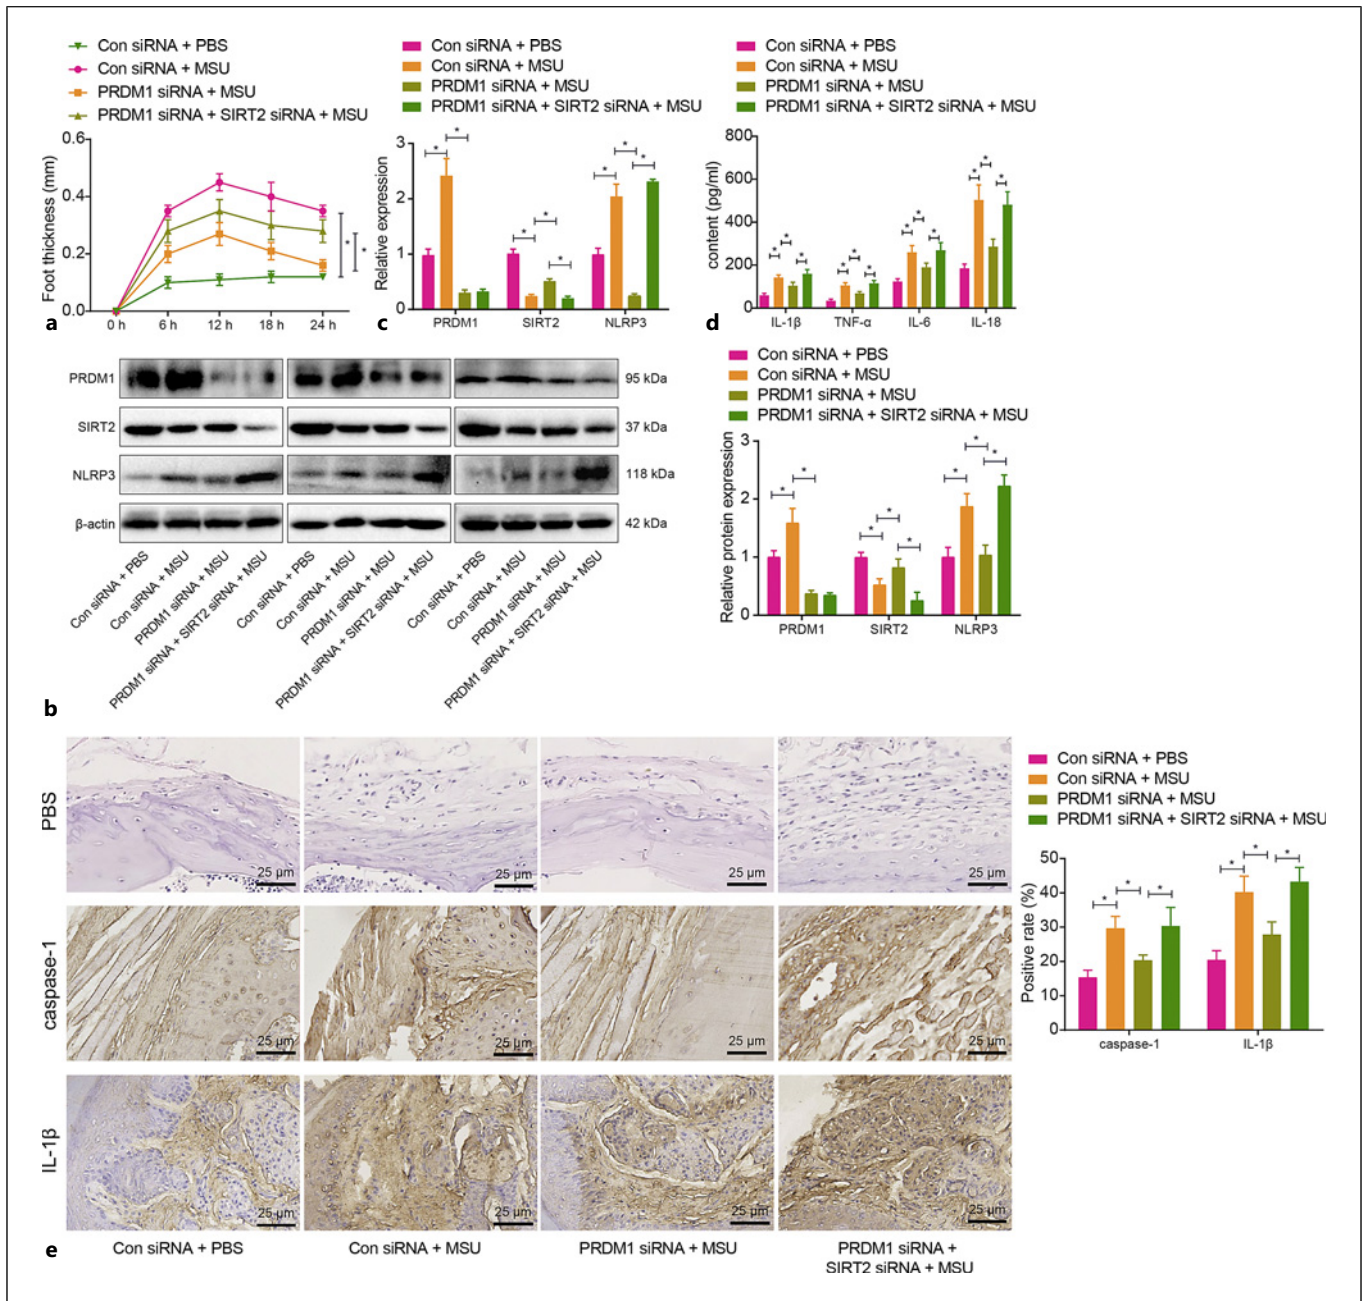 Con siRNA + PBS
Con siRNA + MSU
PRDM1 siRNA + MSU
PRDM1 siRNA + SIRT2 siRNA + MSU
Foot thickness (mm)
0.6
0.4
0.2
0.0
0 h
6 h
12 h
18 h
24 h
* *
a
Con siRNA + PBS
Con siRNA + MSU
PRDM1 siRNA + MSU
PRDM1 siRNA + SIRT2 siRNA + MSU
Relative expression
3
2
1
0
* * * * * * * *
PRDM1
SIRT2
NLRP3
c
Con siRNA + PBS
Con siRNA + MSU
PRDM1 siRNA + MSU
PRDM1 siRNA + SIRT2 siRNA + MSU
content (pg/ml)
800
600
400
200
0
* * * * * * * * * * * *
IL-1β
TNF-α
IL-6
IL-18
d
PRDM1
95 kDa
SIRT2
37 kDa
NLRP3
118 kDa
β-actin
42 kDa
Con siRNA + PBS
Con siRNA + MSU
PRDM1 siRNA + MSU
PRDM1 siRNA + SIRT2 siRNA + MSU
Con siRNA + PBS
Con siRNA + MSU
PRDM1 siRNA + MSU
PRDM1 siRNA + SIRT2 siRNA + MSU
Con siRNA + PBS
Con siRNA + MSU
PRDM1 siRNA + MSU
PRDM1 siRNA + SIRT2 siRNA + MSU
Con siRNA + PBS
Con siRNA + MSU
PRDM1 siRNA + MSU
PRDM1 siRNA + SIRT2 siRNA + MSU
Relative protein expression
3
2
1
0
* * * * * * * *
PRDM1
SIRT2
NLRP3
b
PBS
25 µm
25 µm
25 µm
25 µm
caspase-1
25 µm
25 µm
25 µm
25 µm
IL-1β
25 µm
25 µm
25 µm
25 µm
Con siRNA + PBS
Con siRNA + MSU
PRDM1 siRNA + MSU
PRDM1 siRNA +
SIRT2 siRNA + MSU
e
Con siRNA + PBS
Con siRNA + MSU
PRDM1 siRNA + MSU
PRDM1 siRNA + SIRT2 siRNA + MSU
Positive rate (%)
50
40
30
20
10
0
* * * * * *
caspase-1
IL-1β